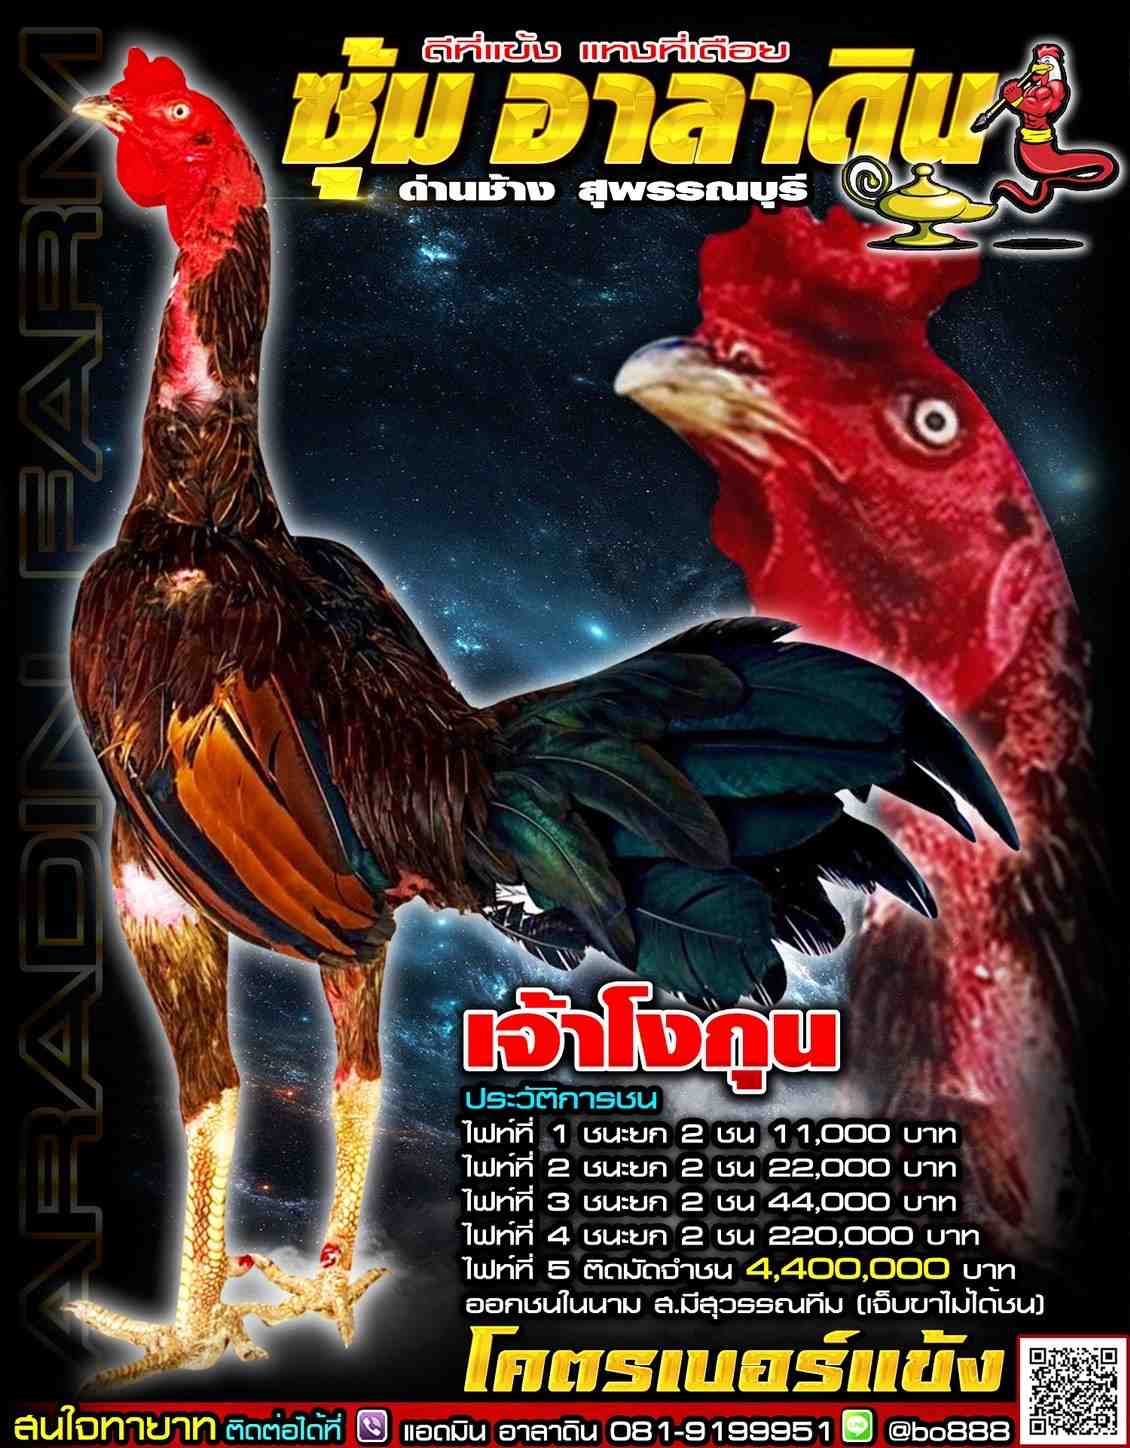 ดีที่แข้ง แทงที่เดือย
ซุ้ม อาลาดิน
ด่านช้าง สุพรรณบุรี
ARADIN FARM
เจ้าโงกุน
ประวัติการชน
ไฟท์ที่ 1 ชนะยก 2 ชน 11,000 บาท
ไฟท์ที่ 2 ชนะยก 2 ชน 22,000 บาท
ไฟท์ที่ 3 ชนะยก 2 ชน 44,000 บาท
ไฟท์ที่ 4 ชนะยก 2 ชน 220,000 บาท
ไฟท์ที่ 5 ติดมัดจำชน 4,400,000 บาท
ออกชนในนาม ส.มีสุวรรณทีม (เจ็บขาไม่ได้ชน)
โคตรเบอร์แข้ง
สนใจทายาท ติดต่อได้ที่ แอดมิน อาลาดิน 081-9199951 LINE @bo888